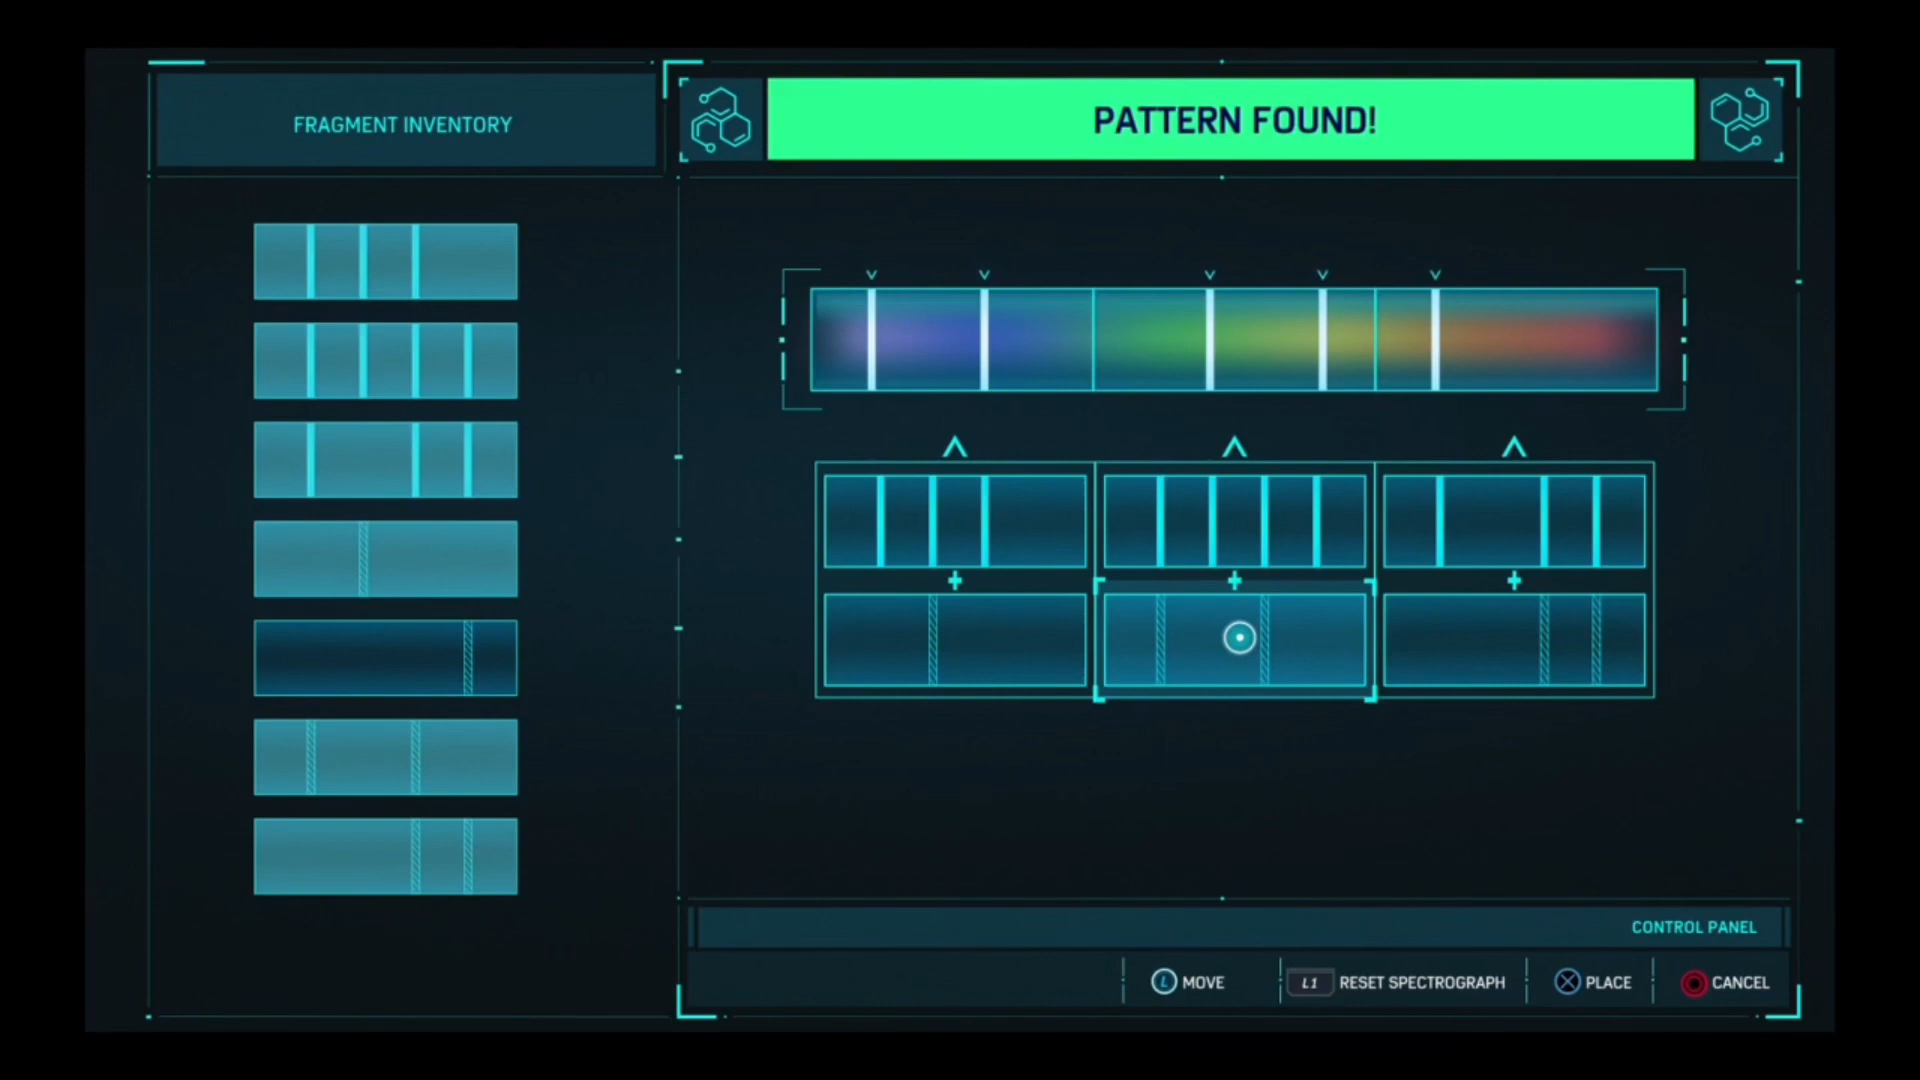 FRAGMENT INVENTORY
PATTERN FOUND!
CONTROL PANEL
L MOVE
L1 RESET SPECTROGRAPH
PLACE
CANCEL